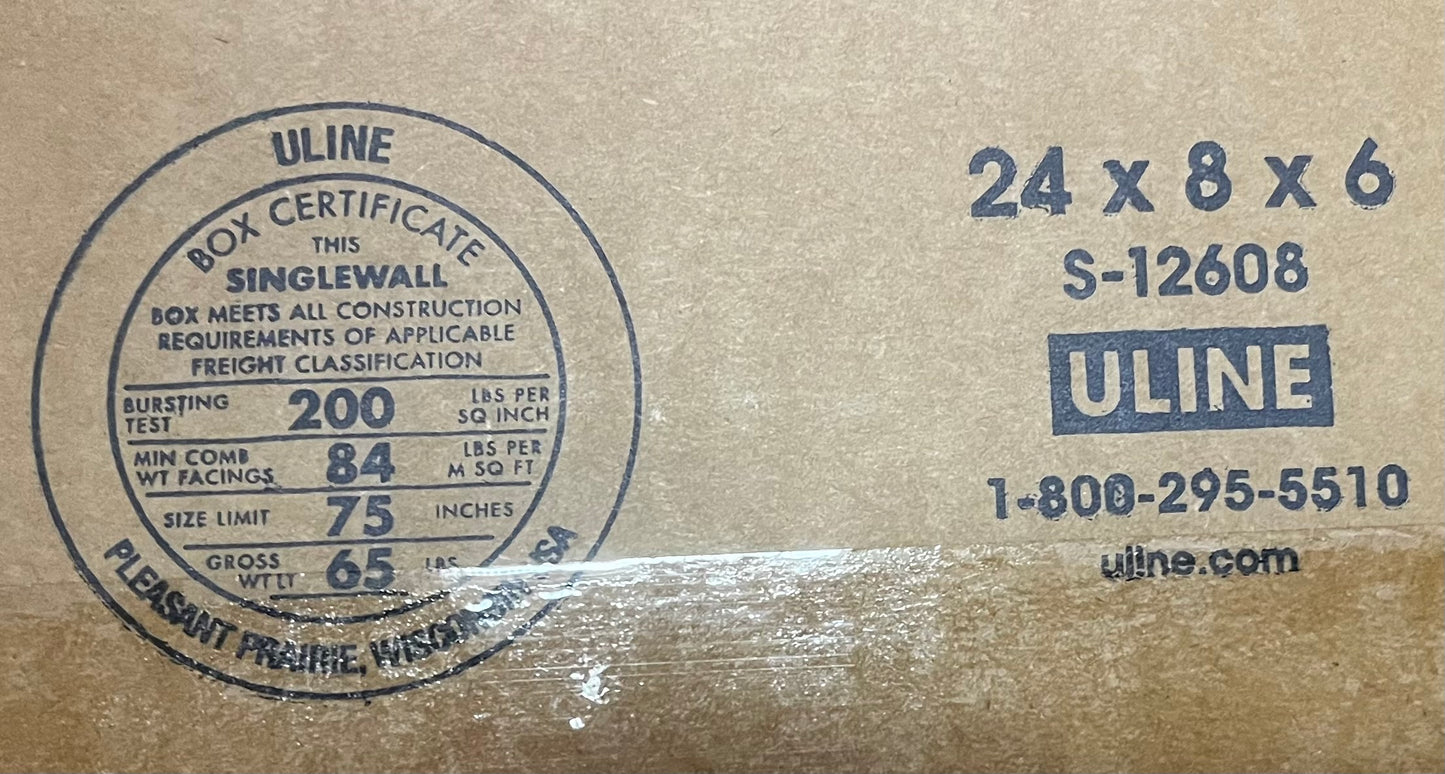 ULINE
BOX CERTIFICATE
THIS
SINGLEWALL
BOX MEETS ALL CONSTRUCTION
REQUIREMENTS OF APPLICABLE
FREIGHT CLASSIFICATION
BURSTING TEST 200 LBS PER SQ INCH
MIN COMB WT FACINGS 84 LBS PER M SQ FT
SIZE LIMIT 75 INCHES
GROSS WT LT 65 LBS
PLEASANT PRAIRIE, WISCONSIN, USA
24 x 8 x 6
S-12608
ULINE
1-800-295-5510
uline.com